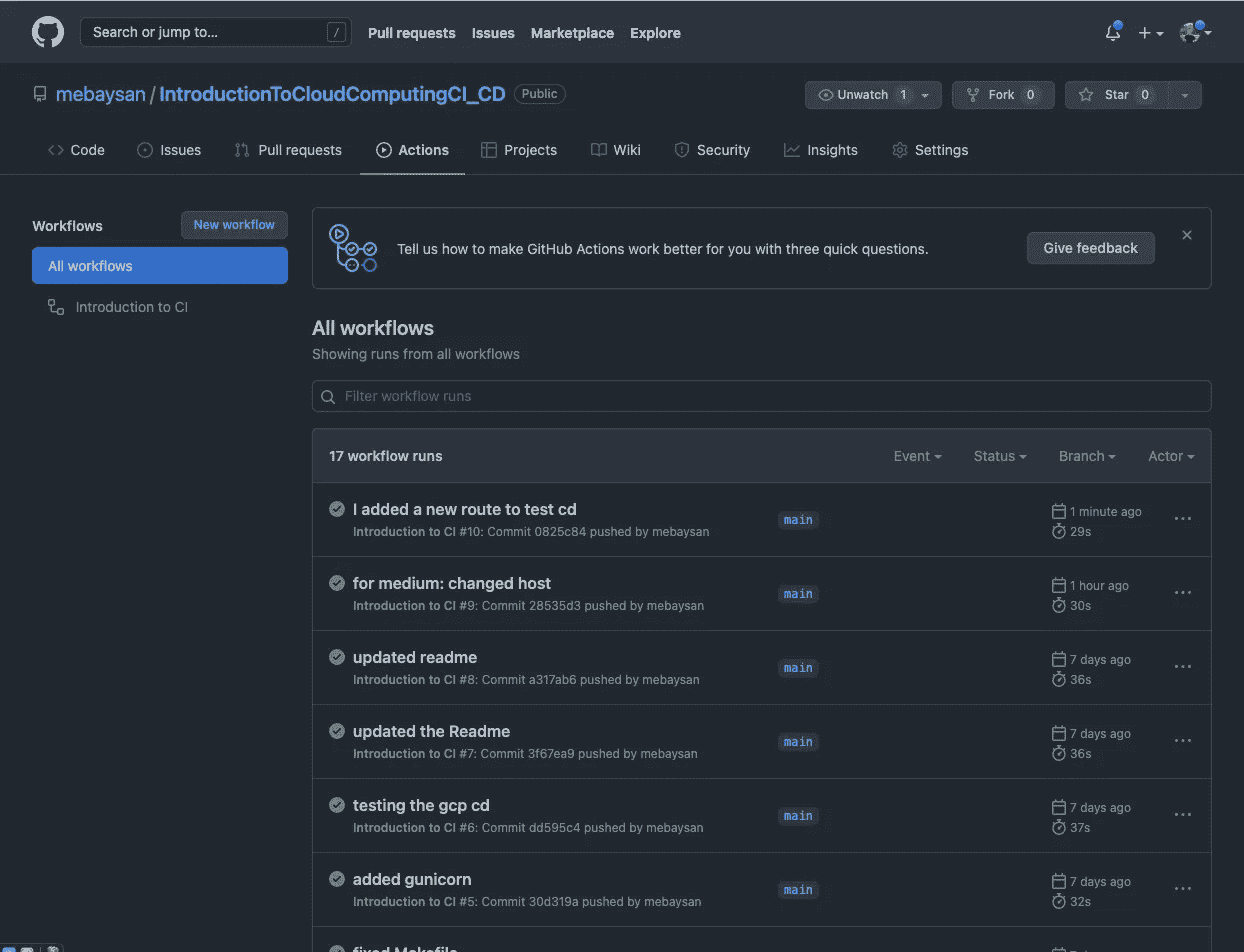 Search or jump to... /
Pull requests Issues Marketplace Explore
mebaysan / IntroductionToCloudComputingCI_CD Public
Unwatch 1 Fork 0 Star 0
Code Issues Pull requests Actions Projects Wiki Security Insights Settings
Workflows New workflow
All workflows
Introduction to CI
Tell us how to make GitHub Actions work better for you with three quick questions. Give feedback
All workflows
Showing runs from all workflows
Filter workflow runs
17 workflow runs Event Status Branch Actor
I added a new route to test cd
Introduction to CI #10: Commit 0825c84 pushed by mebaysan
main
1 minute ago
29s
for medium: changed host
Introduction to CI #9: Commit 28535d3 pushed by mebaysan
main
1 hour ago
30s
updated readme
Introduction to CI #8: Commit a317ab6 pushed by mebaysan
main
7 days ago
36s
updated the Readme
Introduction to CI #7: Commit 3f67ea9 pushed by mebaysan
main
7 days ago
36s
testing the gcp cd
Introduction to CI #6: Commit dd595c4 pushed by mebaysan
main
7 days ago
37s
added gunicorn
Introduction to CI #5: Commit 30d319a pushed by mebaysan
main
7 days ago
32s
fixed Makefile